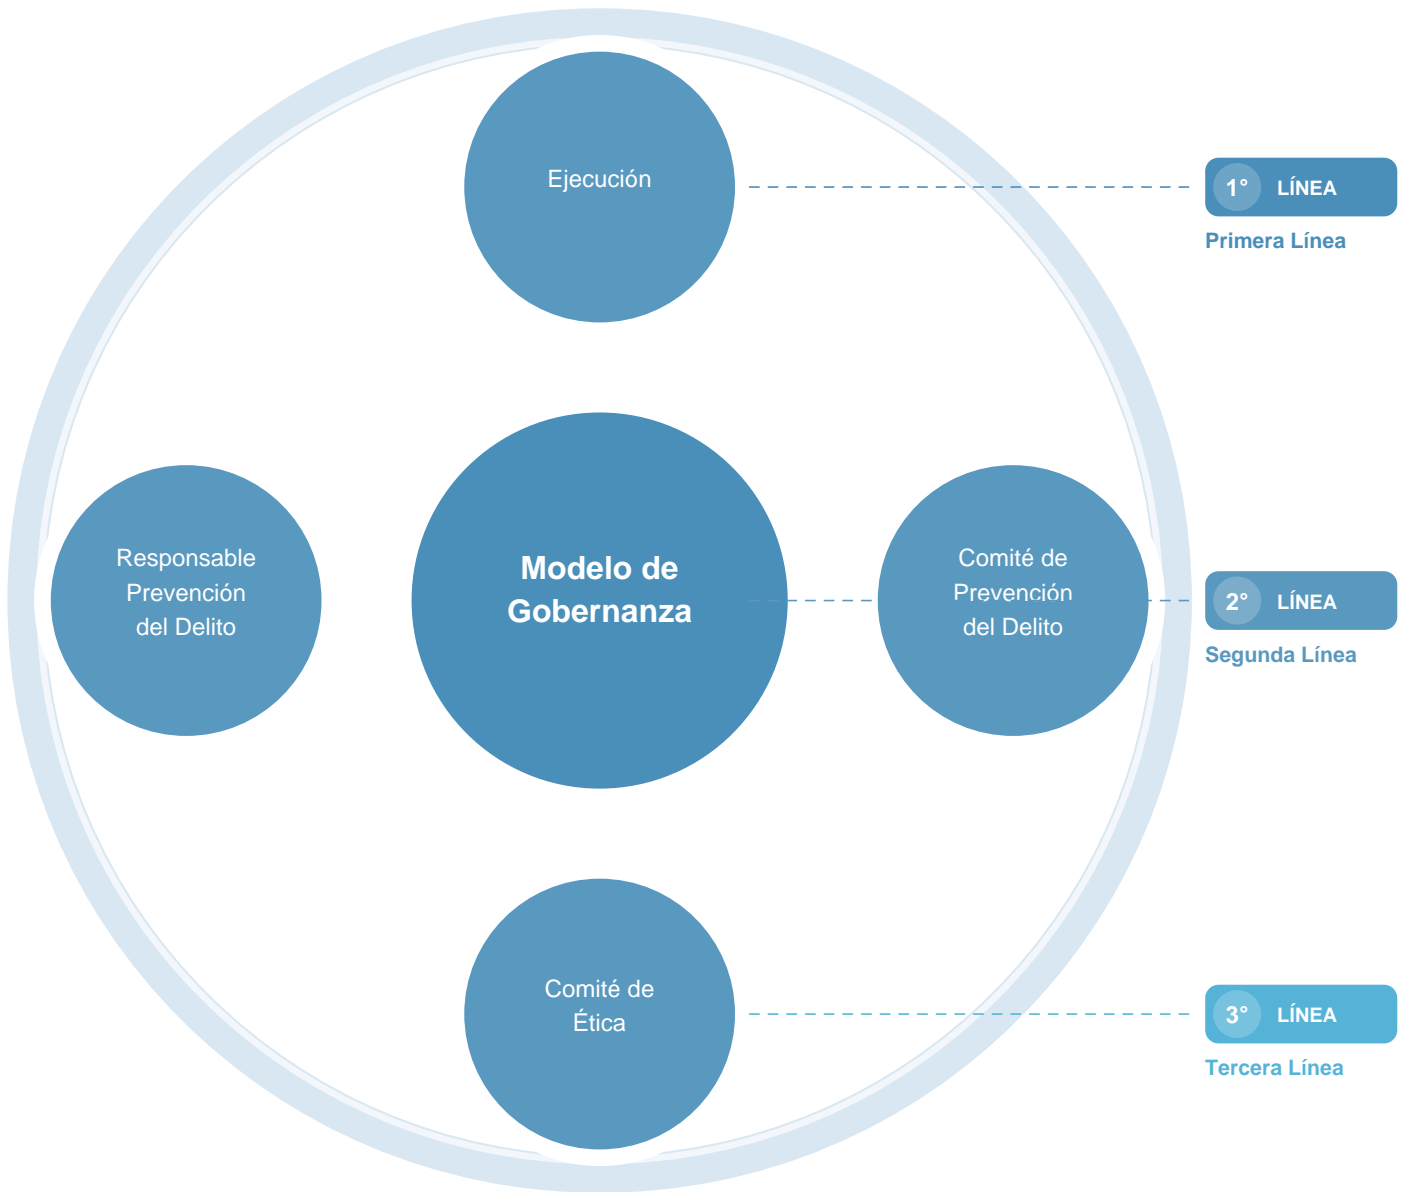 Ejecución
1° LÍNEA
Primera Línea
Responsable
Prevención
del Delito
Modelo de
Gobernanza
Comité de
Prevención
del Delito
2° LÍNEA
Segunda Línea
Comité de
Ética
3° LÍNEA
Tercera Línea